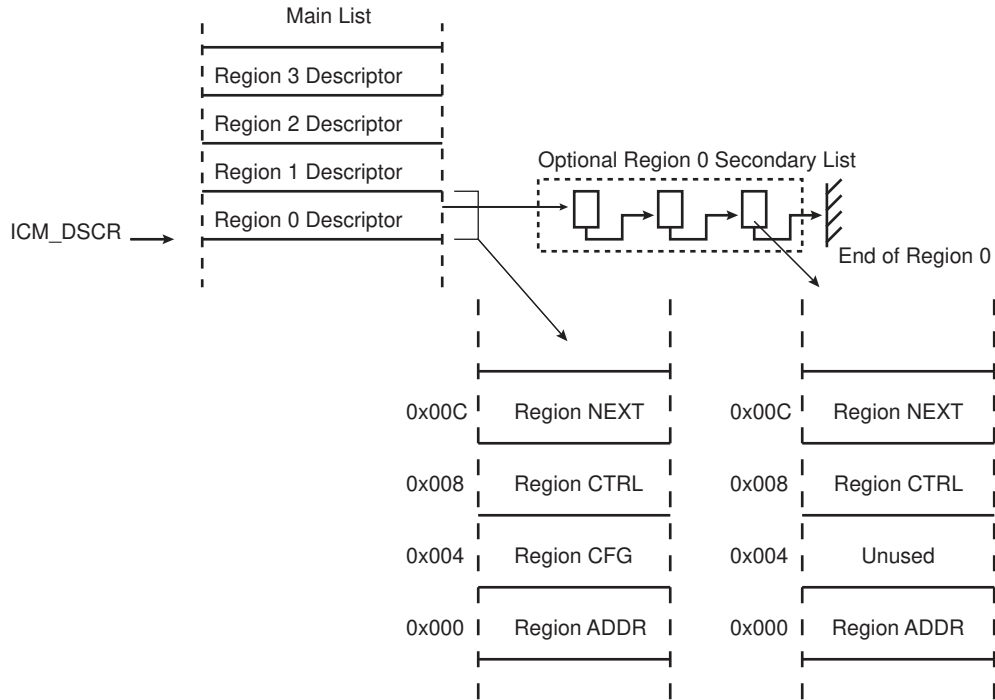 Main List
Region 3 Descriptor
Region 2 Descriptor
Region 1 Descriptor
Region 0 Descriptor
ICM_DSCR
Optional Region 0 Secondary List
End of Region 0
0x00C Region NEXT
0x008 Region CTRL
0x004 Region CFG
0x000 Region ADDR
0x00C Region NEXT
0x008 Region CTRL
0x004 Unused
0x000 Region ADDR